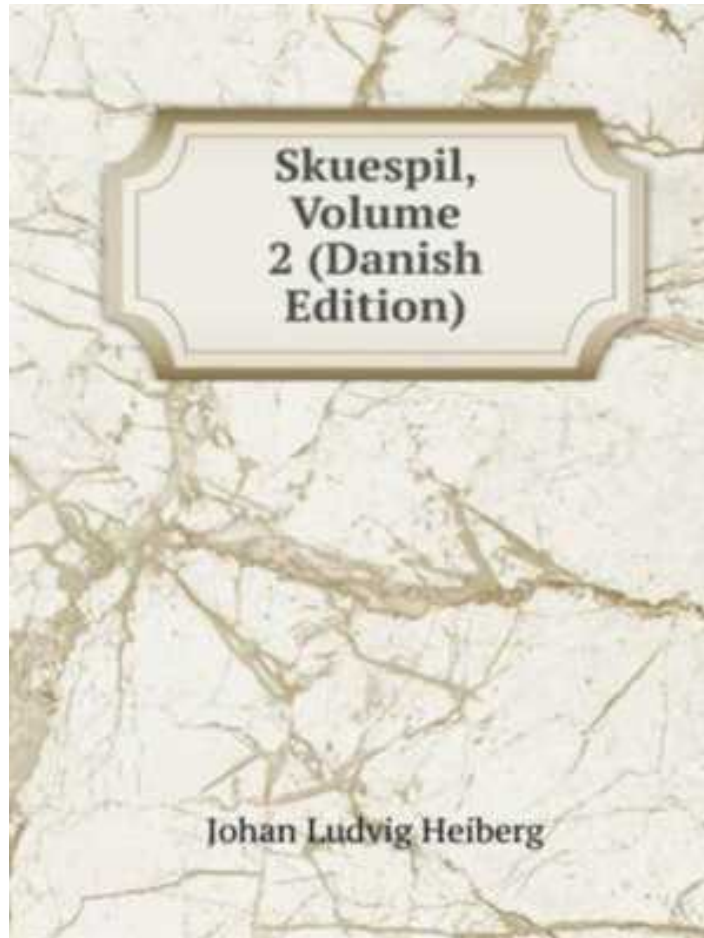 Skuespil,
Volume
2 (Danish
Edition)
Johan Ludvig Heiberg